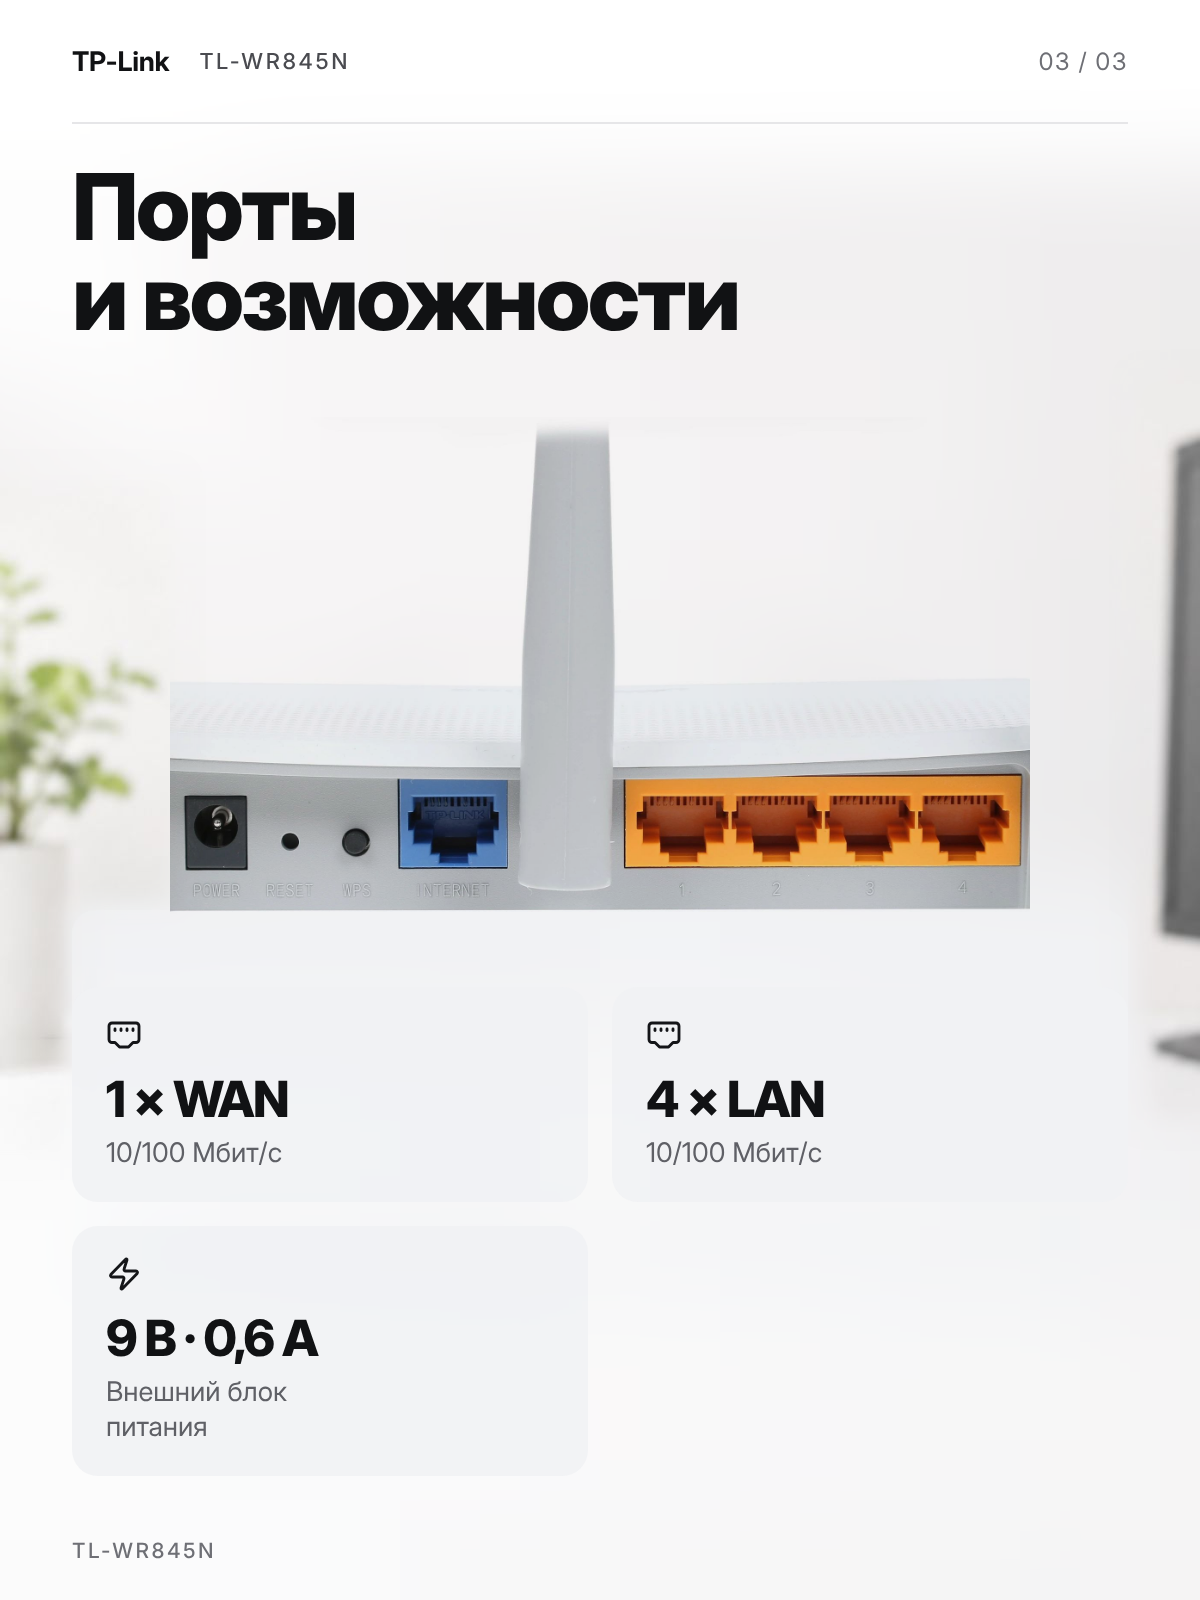 TP-Link TL-WR845N 03 / 03
Порты
и возможности
POWER RESET WPS INTERNET 1 2 3 4
1 × WAN
10/100 Мбит/с
4 × LAN
10/100 Мбит/с
9 В · 0,6 А
Внешний блок
питания
TL-WR845N